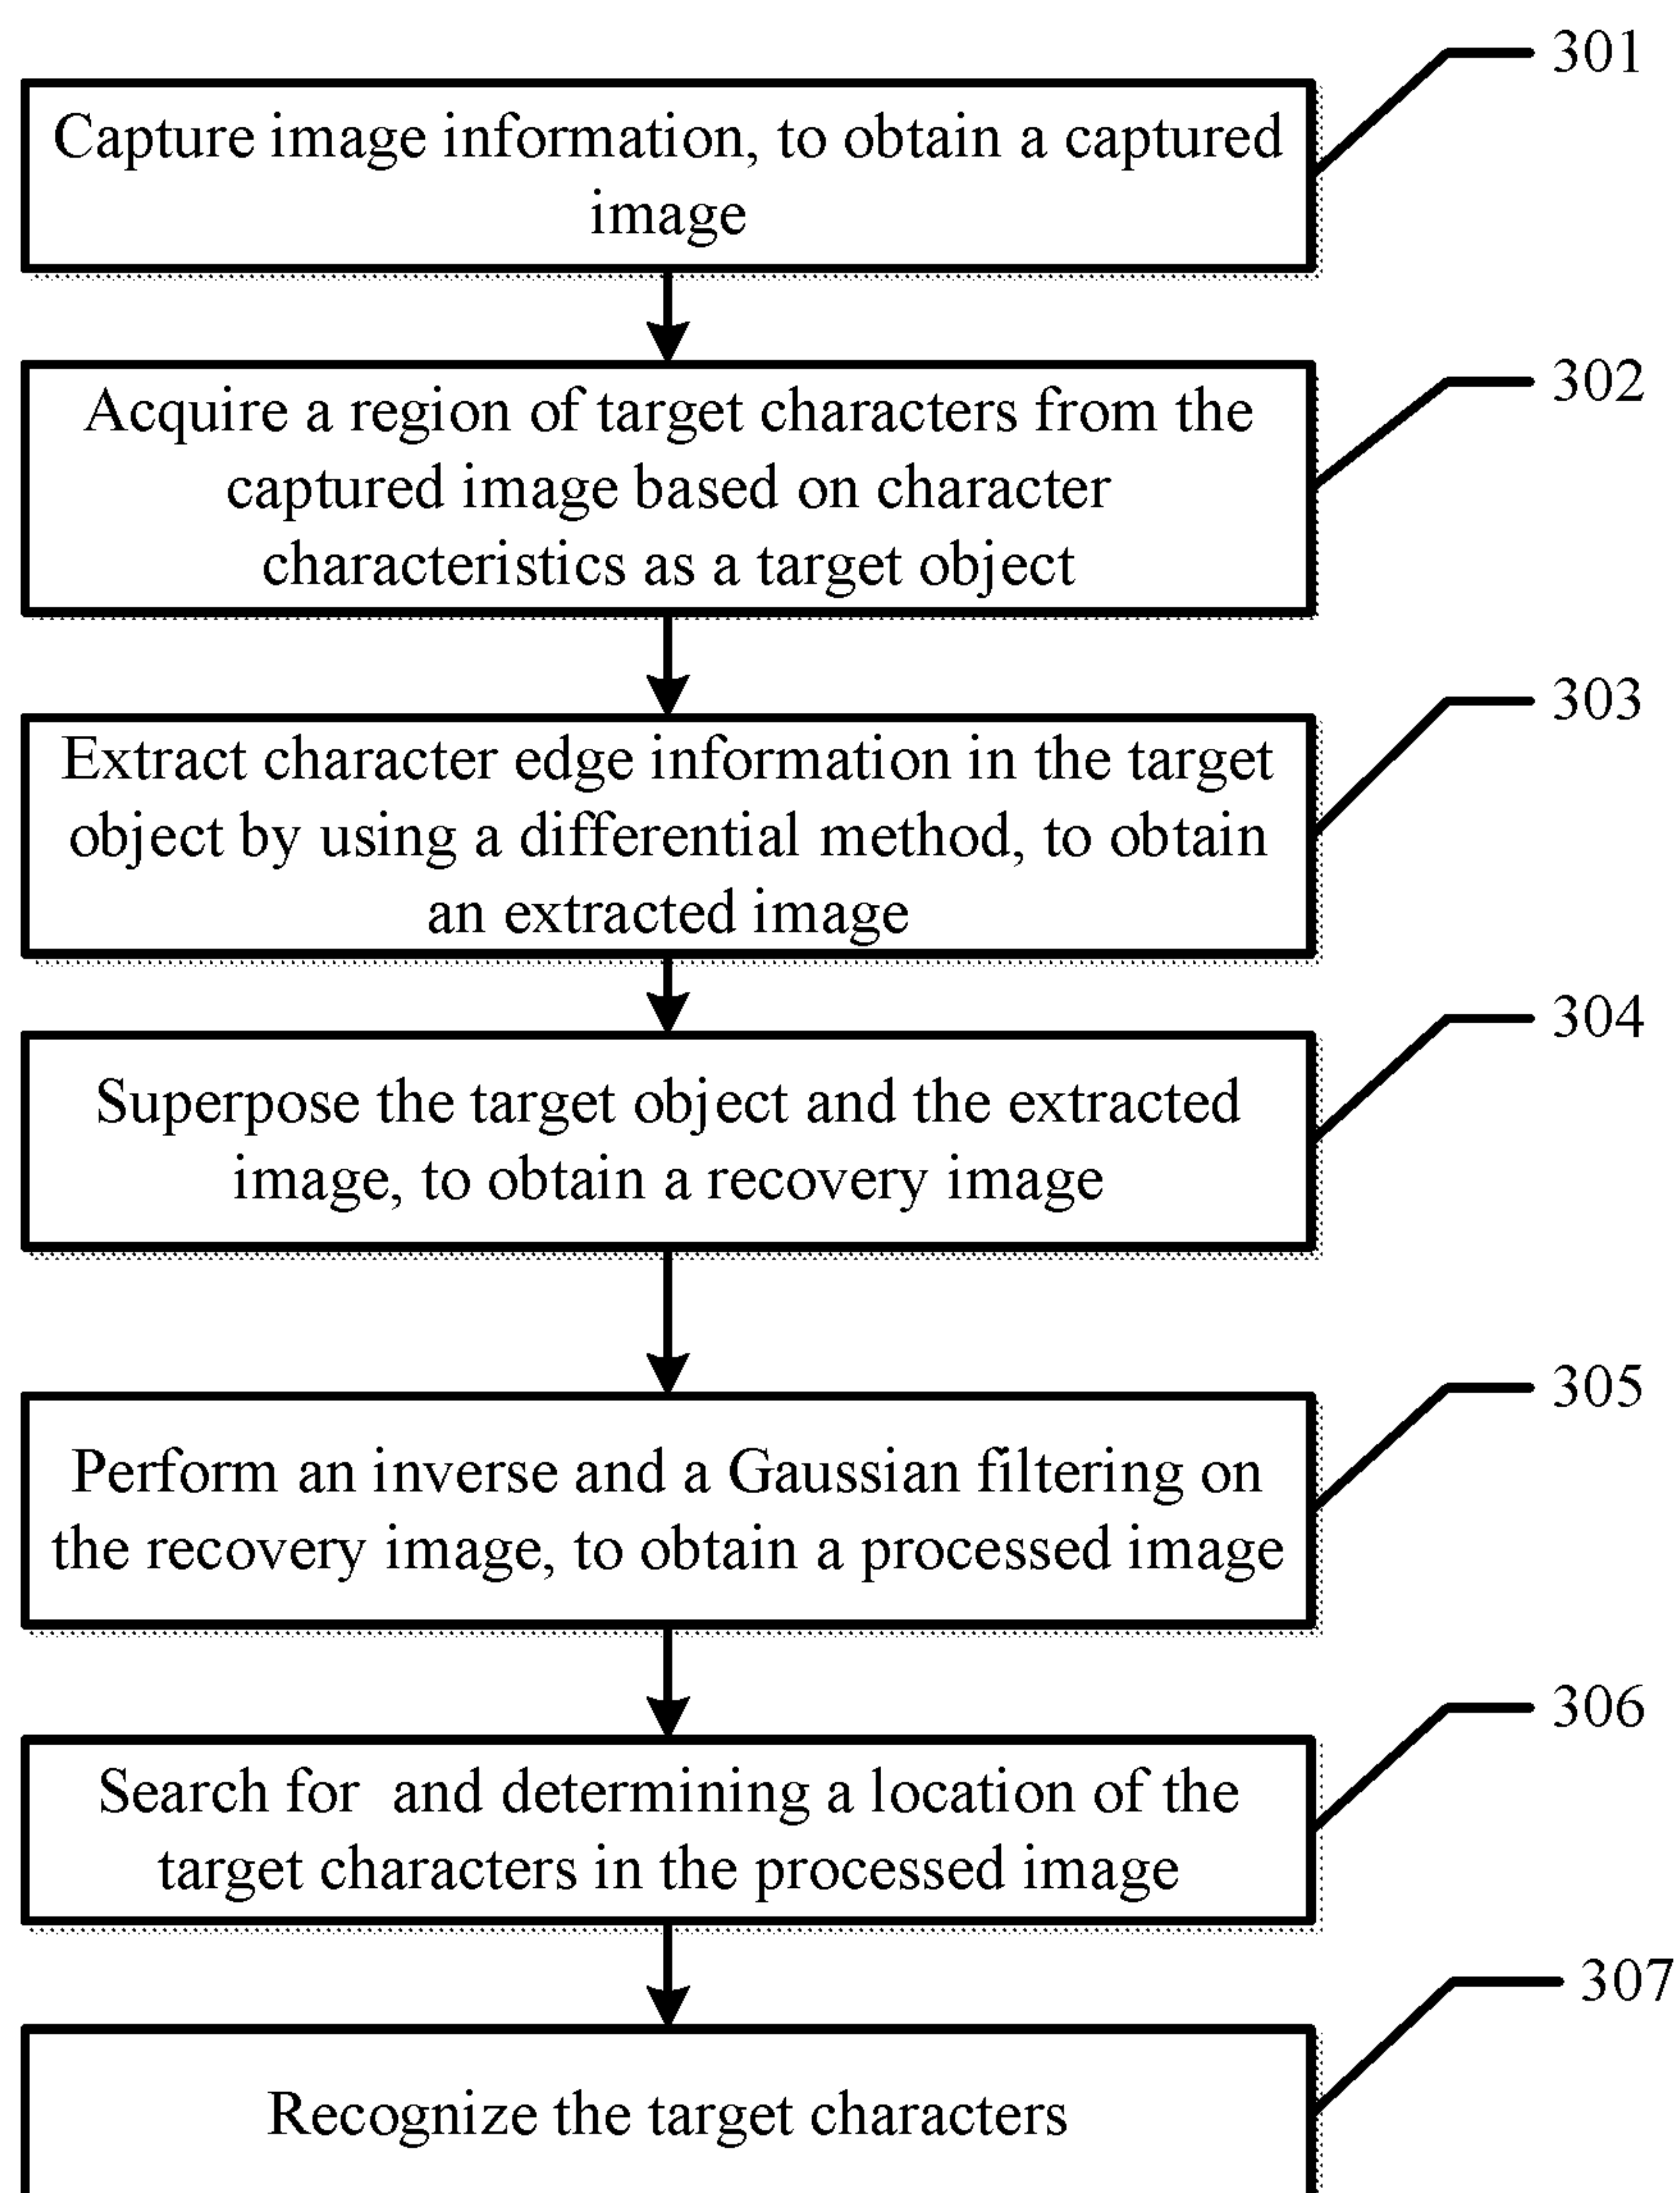 301
Capture image information, to obtain a captured
image
302
Acquire a region of target characters from the
captured image based on character
characteristics as a target object
303
Extract character edge information in the target
object by using a differential method, to obtain
an extracted image
304
Superpose the target object and the extracted
image, to obtain a recovery image
305
Perform an inverse and a Gaussian filtering on
the recovery image, to obtain a processed image
306
Search for  and determining a location of the
target characters in the processed image
307
Recognize the target characters